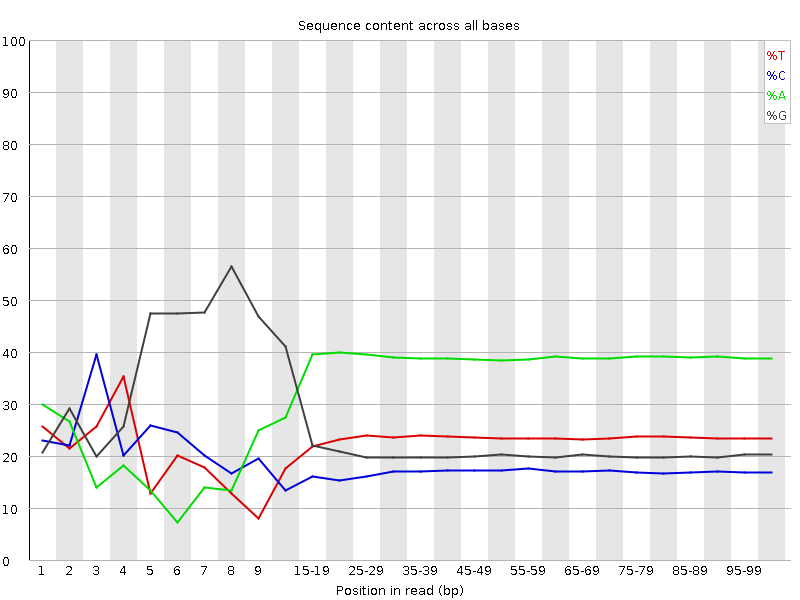 Sequence content across all bases
%T
%C
%A
%G
100
90
80
70
60
50
40
30
20
10
0
1 2 3 4 5 6 7 8 9 15-19 25-29 35-39 45-49 55-59 65-69 75-79 85-89 95-99
Position in read (bp)